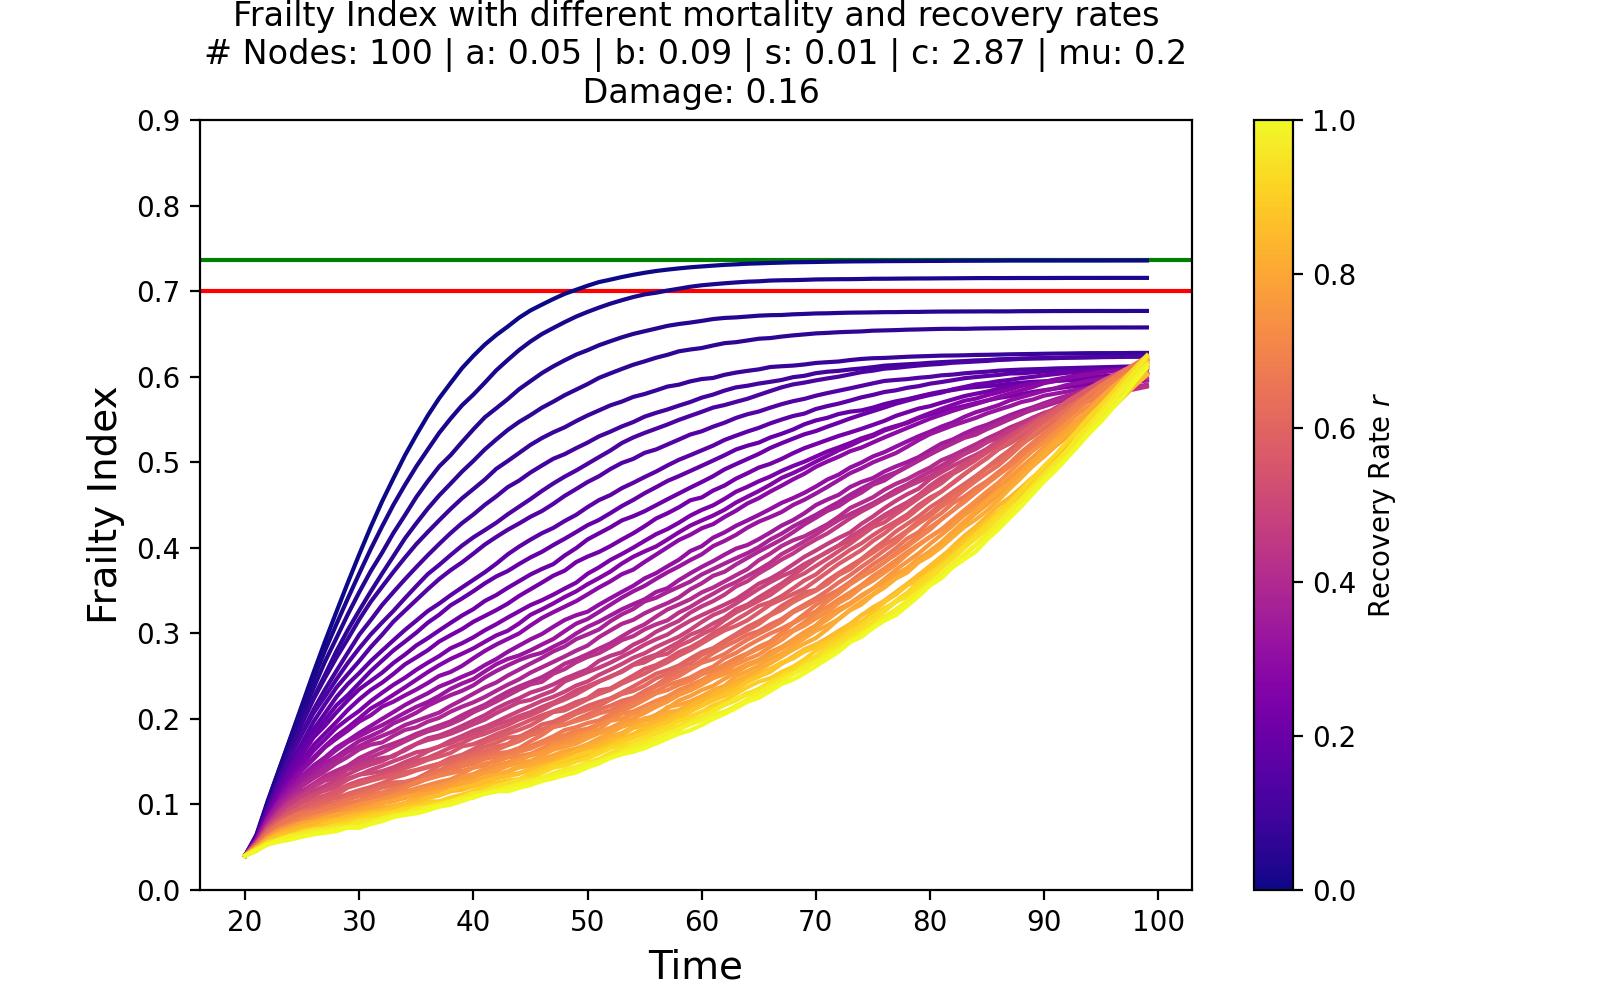 Frailty Index with different mortality and recovery rates
# Nodes: 100 | a: 0.05 | b: 0.09 | s: 0.01 | c: 2.87 | mu: 0.2
Damage: 0.16
0.9
0.8
0.7
0.6
0.5
0.4
0.3
0.2
0.1
0.0
Frailty Index
20 30 40 50 60 70 80 90 100
Time
1.0
0.8
0.6
0.4
0.2
0.0
Recovery Rate r